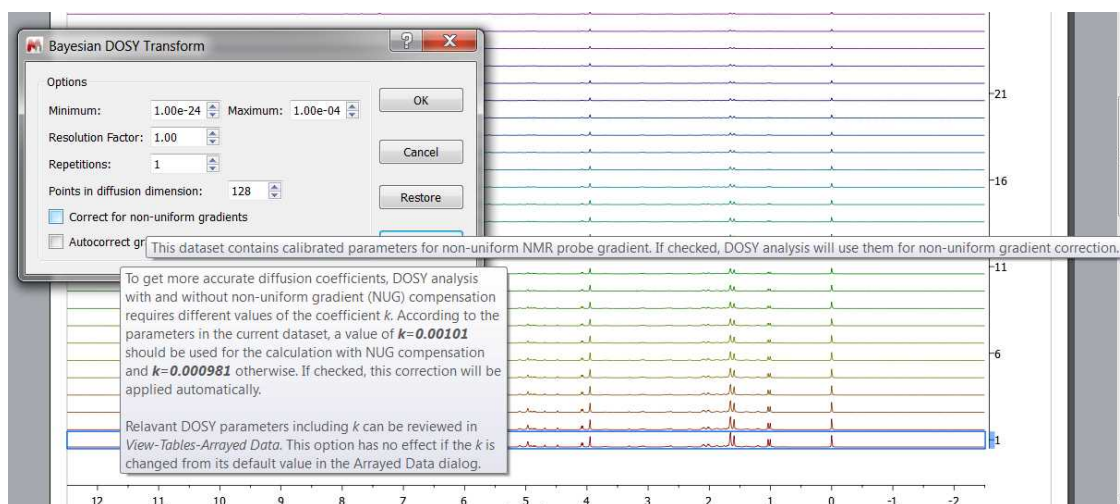 Bayesian DOSY Transform
Options
Minimum: 1.00e-24 Maximum: 1.00e-04
OK
Resolution Factor: 1.00
Cancel
Repetitions: 1
Points in diffusion dimension: 128
Restore
Correct for non-uniform gradients
Autocorrect gr
This dataset contains calibrated parameters for non-uniform NMR probe gradient. If checked, DOSY analysis will use them for non-uniform gradient correction.
To get more accurate diffusion coefficients, DOSY analysis
with and without non-uniform gradient (NUG) compensation
requires different values of the coefficient k. According to the
parameters in the current dataset, a value of k=0.00101
should be used for the calculation with NUG compensation
and k=0.000981 otherwise. If checked, this correction will be
applied automatically.
Relavant DOSY parameters including k can be reviewed in
View-Tables-Arrayed Data. This option has no effect if the k is
changed from its default value in the Arrayed Data dialog.
21
16
11
6
1
12 11 10 9 8 7 6 5 4 3 2 1 0 -1 -2